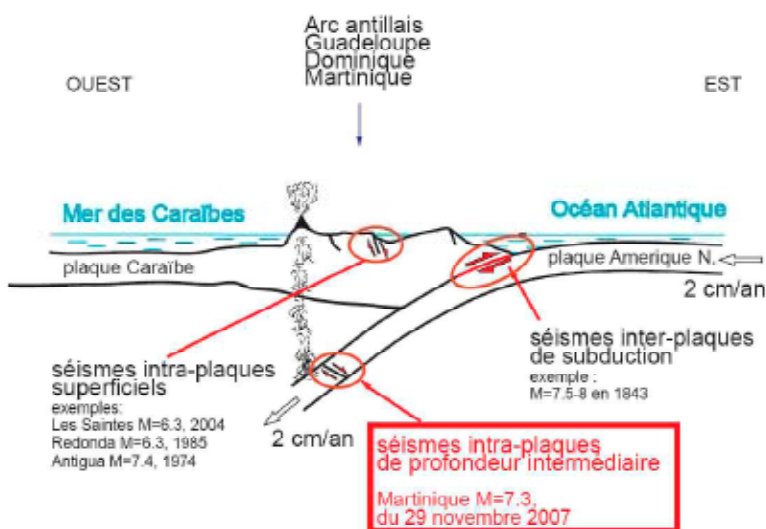 Arc antillais
Guadeloupe
Dominique
Martinique
OUEST
EST
Mer des Caraïbes
Océan Atlantique
plaque Caraïbe
plaque Amerique N.
2 cm/an
séismes inter-plaques
de subduction
exemple :
M=7.5-8 en 1843
séismes intra-plaques
superficiels
exemples:
Les Saintes M=6.3, 2004
Redonda M=6.3, 1985
Antigua M=7.4, 1974
2 cm/an
séismes intra-plaques
de profondeur intermédiaire
Martinique M=7.3,
du 29 novembre 2007